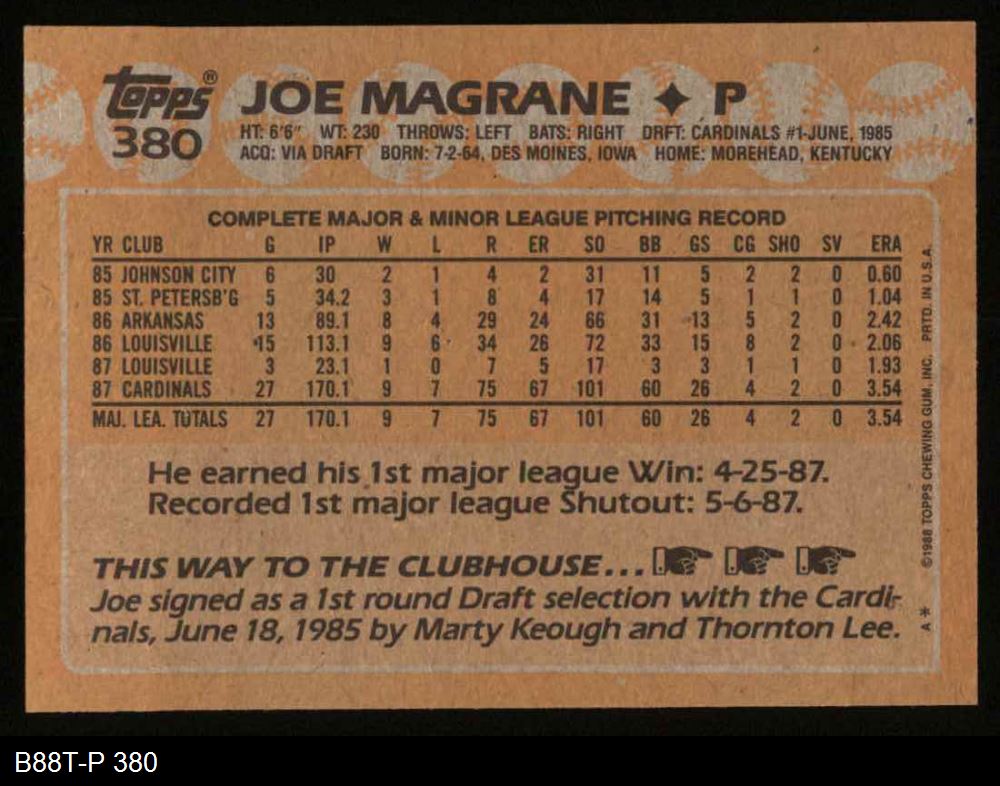 topps®
380
JOE MAGRANE ✦ P
HT: 6'6" WT: 230 THROWS: LEFT BATS: RIGHT DRFT: CARDINALS #1-JUNE, 1985
ACQ: VIA DRAFT BORN: 7-2-64, DES MOINES, IOWA HOME: MOREHEAD, KENTUCKY
COMPLETE MAJOR & MINOR LEAGUE PITCHING RECORD
YR CLUB G IP W L R ER SO BB GS CG SHO SV ERA
85 JOHNSON CITY 6 30 2 1 4 2 31 11 5 2 2 0 0.60
85 ST. PETERSB'G 5 34.2 3 1 8 4 17 14 5 1 1 0 1.04
86 ARKANSAS 13 89.1 8 4 29 24 66 31 13 5 2 0 2.42
86 LOUISVILLE 15 113.1 9 6 34 26 72 33 15 8 2 0 2.06
87 LOUISVILLE 3 23.1 1 0 7 5 17 3 3 1 1 0 1.93
87 CARDINALS 27 170.1 9 7 75 67 101 60 26 4 2 0 3.54
MAJ. LEA. TOTALS 27 170.1 9 7 75 67 101 60 26 4 2 0 3.54
He earned his 1st major league Win: 4-25-87.
Recorded 1st major league Shutout: 5-6-87.
THIS WAY TO THE CLUBHOUSE...
Joe signed as a 1st round Draft selection with the Cardi-
nals, June 18, 1985 by Marty Keough and Thornton Lee.
A* ©1988 TOPPS CHEWING GUM, INC. PRTD. IN U.S.A.
B88T-P 380